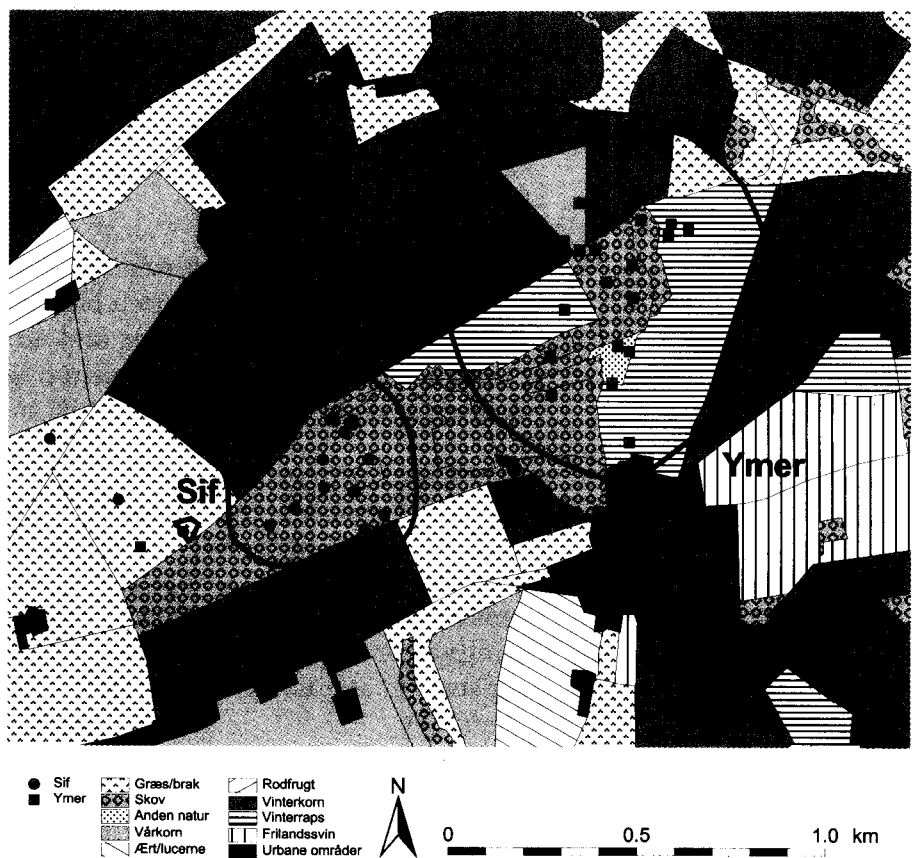 Sif
Ymer
Sif
Ymer
Græs/brak
Skov
Anden natur
Vårkorn
Ært/lucerne
Rodfrugt
Vinterkorn
Vinterraps
Frilandssvin
Urbane områder
N
0 0.5 1.0 km